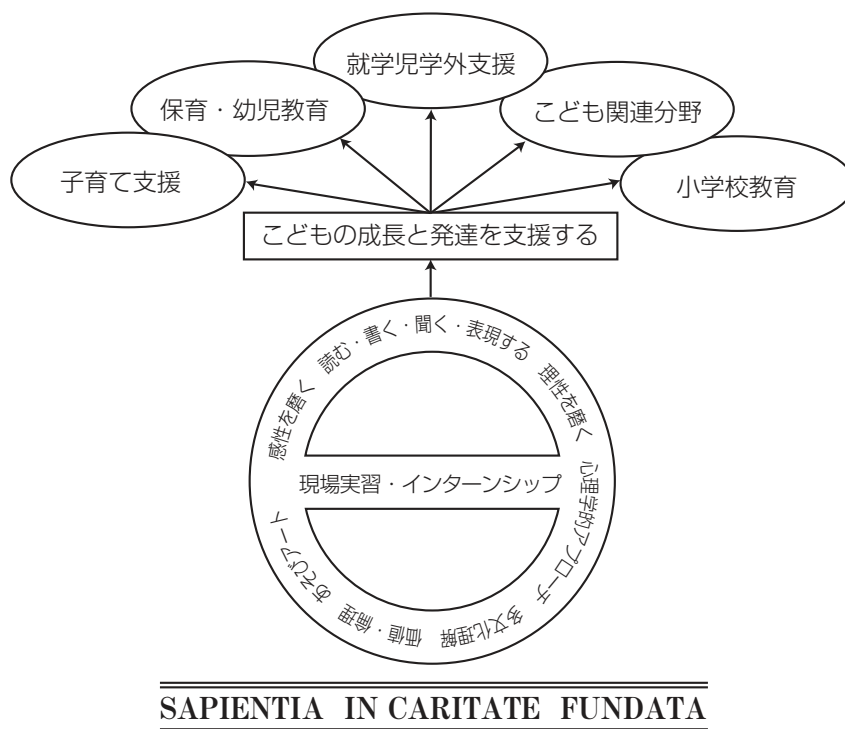 就学児学外支援
保育・幼児教育
こども関連分野
子育て支援
小学校教育
こどもの成長と発達を支援する
読む・書く・聞く・表現する
理性を磨く
感性を磨く
現場実習・インターンシップ
心理学的アプローチ
あそびアート
価値・倫理
多文化理解
SAPIENTIA IN CARITATE FUNDATA